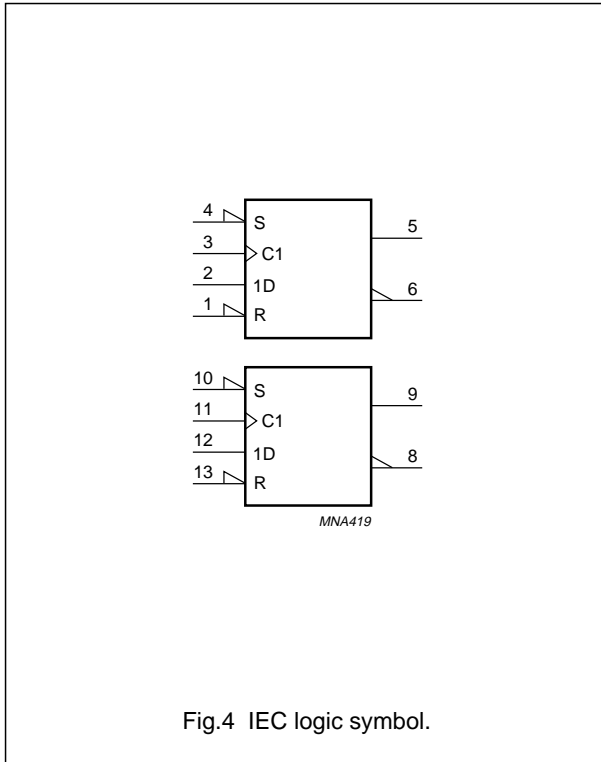 4 S 5
3 C1
2 1D 6
1 R
10 S 9
11 C1
12 1D 8
13 R
MNA419
Fig.4 IEC logic symbol.